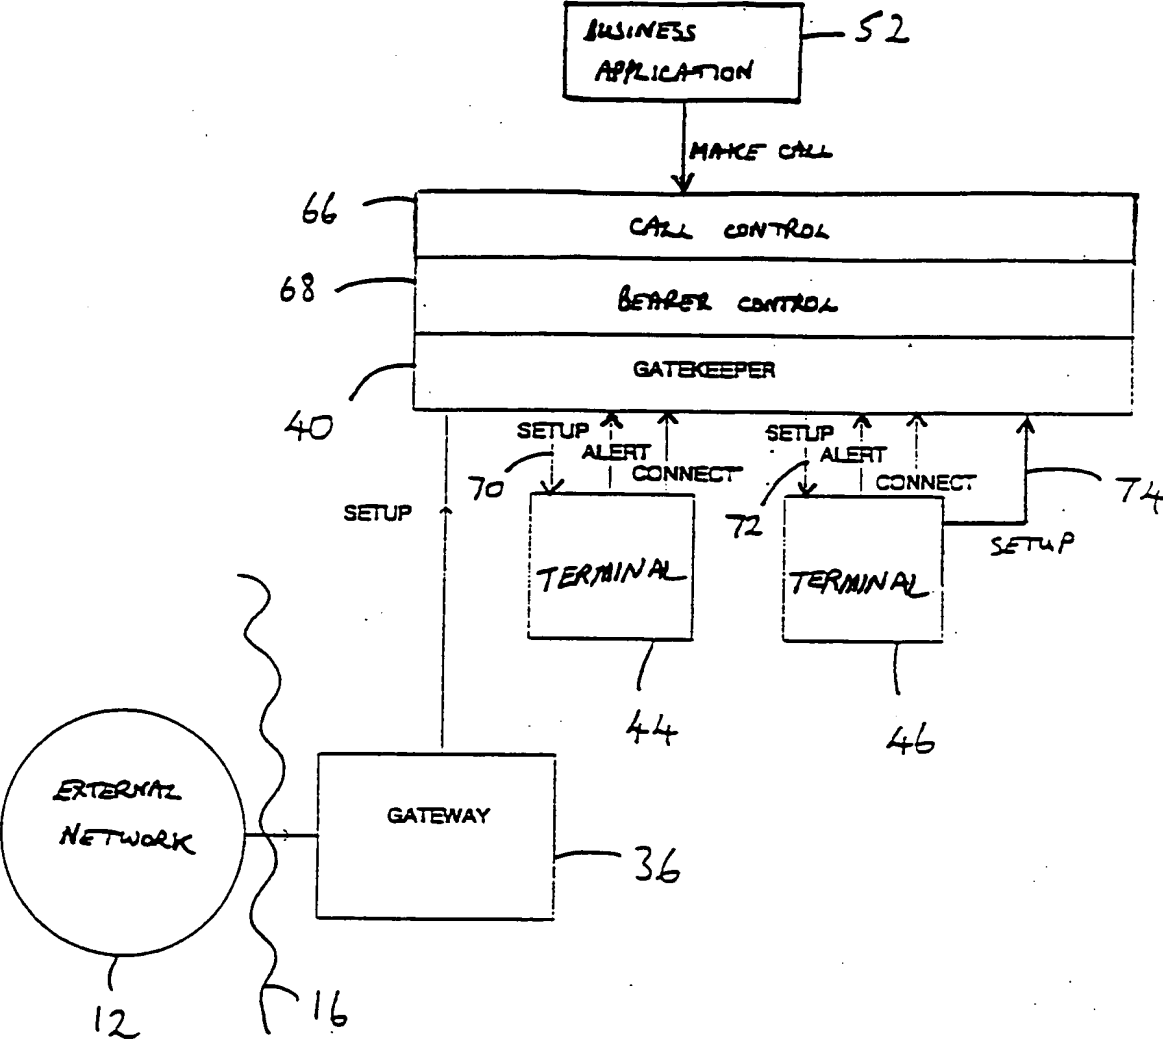 BUSINESS
APPLICATION
52
MAKE CALL
66
CALL CONTROL
68
BEARER CONTROL
GATEKEEPER
40
SETUP
ALERT
CONNECT
70
SETUP
ALERT
CONNECT
72
74
SETUP
SETUP
TERMINAL
TERMINAL
44
46
EXTERNAL
NETWORK
GATEWAY
36
12
16